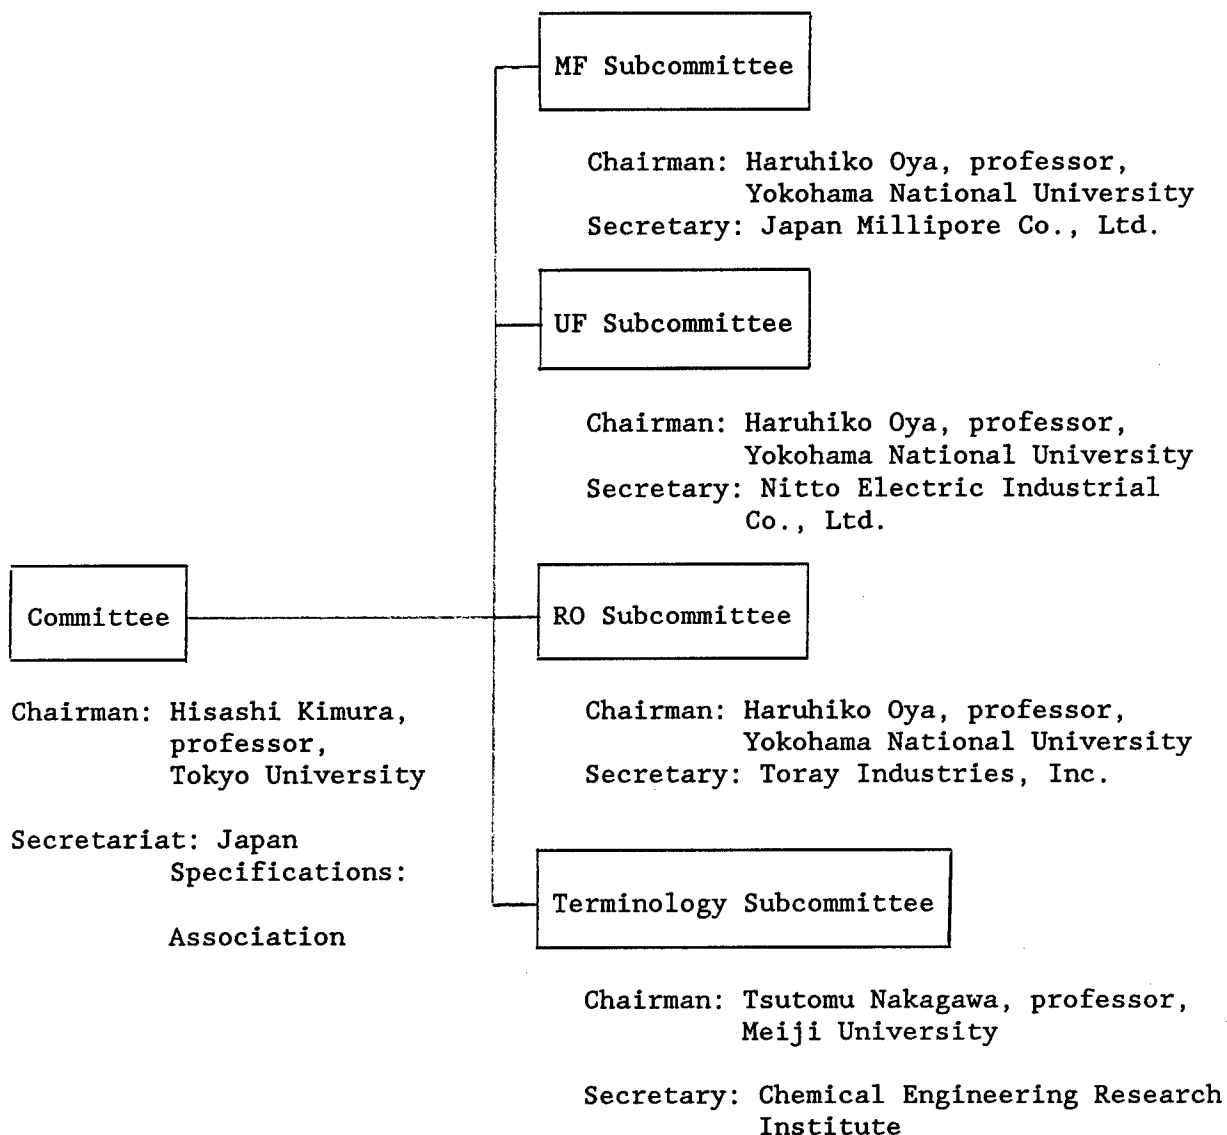 MF Subcommittee
Chairman: Haruhiko Oya, professor,
Yokohama National University
Secretary: Japan Millipore Co., Ltd.
UF Subcommittee
Chairman: Haruhiko Oya, professor,
Yokohama National University
Secretary: Nitto Electric Industrial
Co., Ltd.
Committee
Chairman: Hisashi Kimura,
professor,
Tokyo University
Secretariat: Japan
Specifications:
Association
RO Subcommittee
Chairman: Haruhiko Oya, professor,
Yokohama National University
Secretary: Toray Industries, Inc.
Terminology Subcommittee
Chairman: Tsutomu Nakagawa, professor,
Meiji University
Secretary: Chemical Engineering Research
Institute